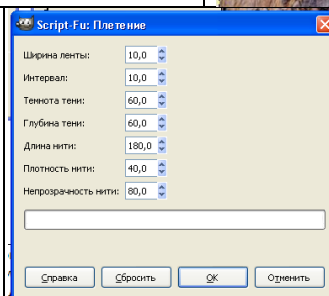 Script-Fu: Плетение
Ширина ленты: 10,0
Интервал: 10,0
Темнота тени: 60,0
Глубина тени: 60,0
Длина нити: 180,0
Плотность нити: 40,0
Непрозрачность нити: 80,0
Справка Сбросить OK Отменить